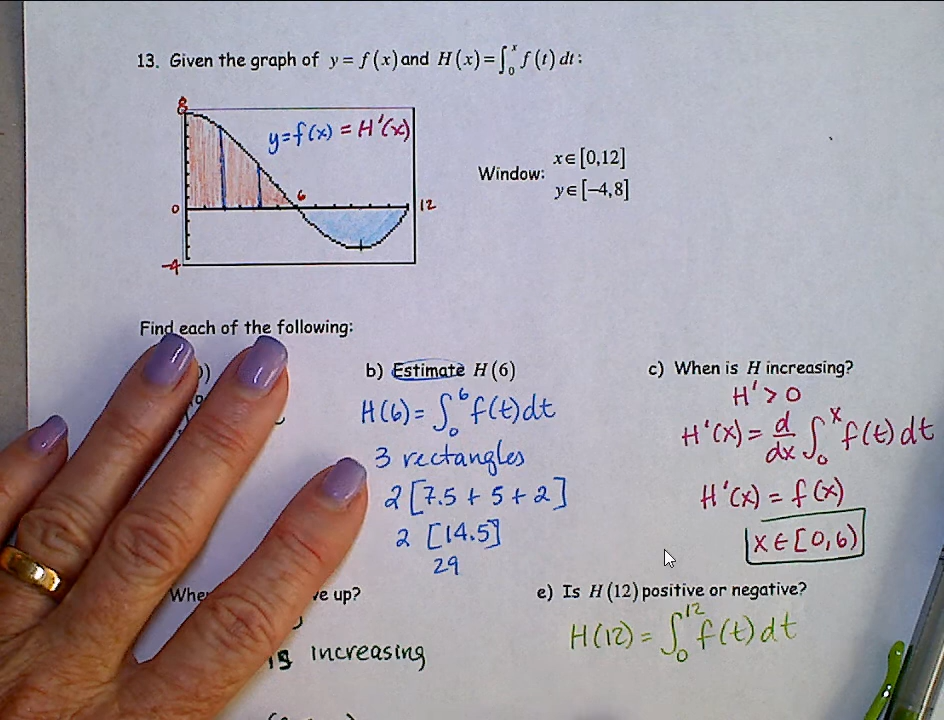 13. Given the graph of y = f(x) and H(x) = ∫₀ˣ f(t) dt:
8
y=f(x) = H'(x)
6
0
12
-4
Window: x∈[0,12]
y∈[-4,8]
Find each of the following:
b) Estimate H(6)
H(6) = ∫₀⁶ f(t)dt
3 rectangles
2[7.5 + 5 + 2]
2 [14.5]
29
c) When is H increasing?
H' > 0
H'(x) = d/dx ∫₀ˣ f(t)dt
H'(x) = f(x)
x∈[0,6)
up?
increasing
e) Is H(12) positive or negative?
H(12) = ∫₀¹² f(t)dt